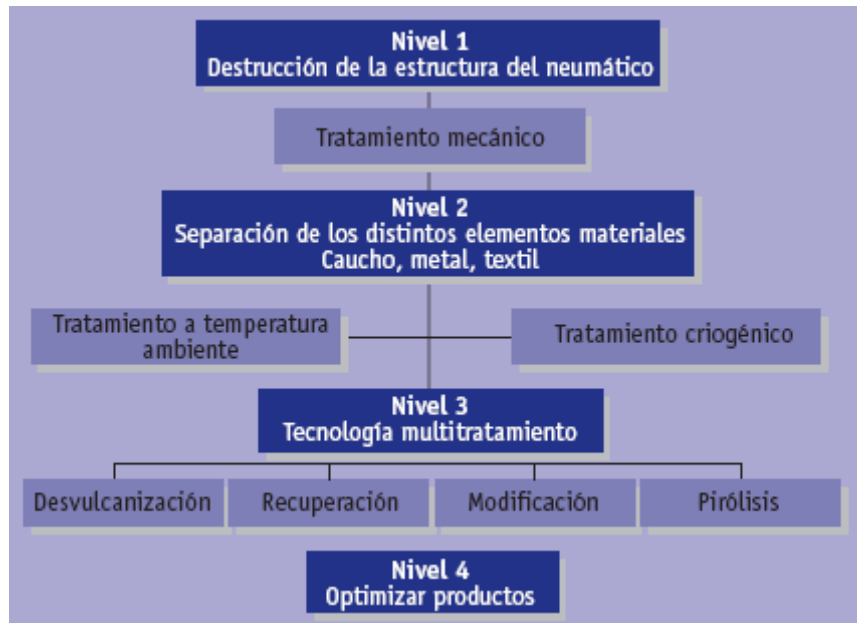 Nivel 1
Destrucción de la estructura del neumático
Tratamiento mecánico
Nivel 2
Separación de los distintos elementos materiales
Caucho, metal, textil
Tratamiento a temperatura
ambiente
Tratamiento criogénico
Nivel 3
Tecnología multitratamiento
Desvulcanización
Recuperación
Modificación
Pirólisis
Nivel 4
Optimizar productos